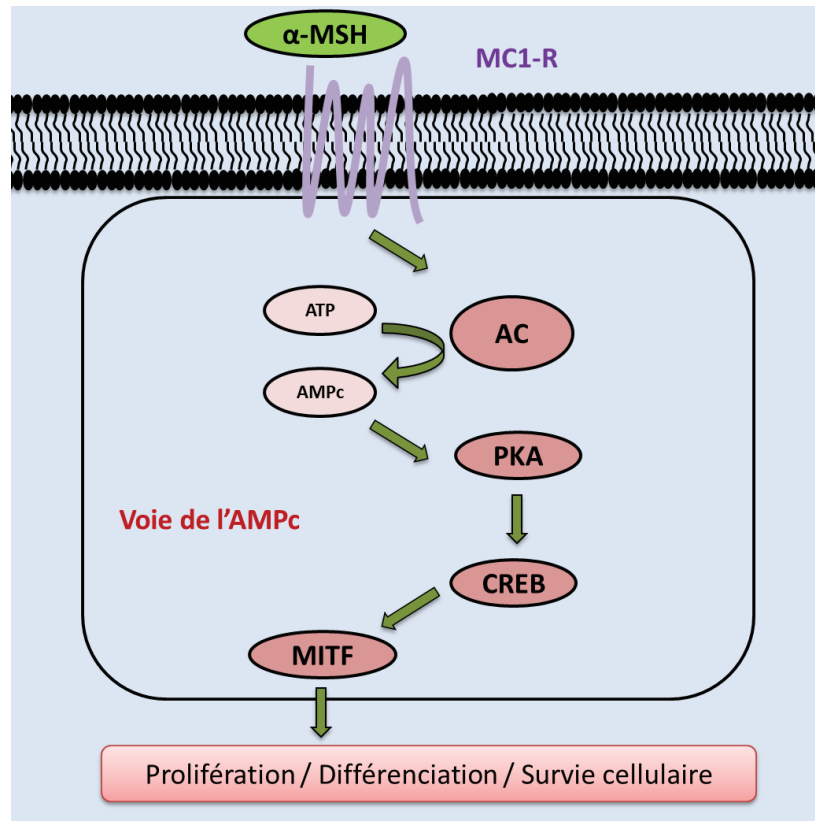 α-MSH
MC1-R
ATP
AC
AMPc
PKA
Voie de l'AMPc
CREB
MITF
Prolifération / Différenciation / Survie cellulaire